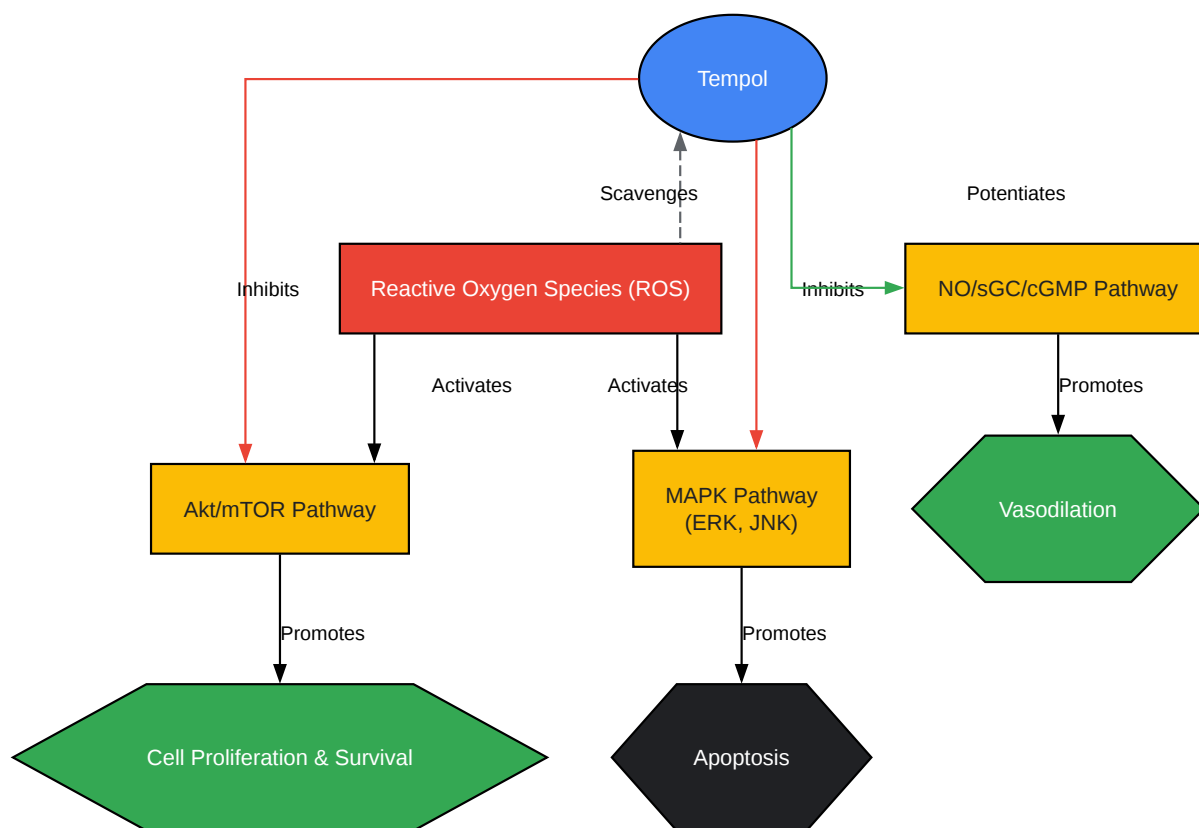 Tempol
Scavenges
Potentiates
Inhibits
Reactive Oxygen Species (ROS)
Inhibits
NO/sGC/cGMP Pathway
Activates
Activates
Promotes
Akt/mTOR Pathway
MAPK Pathway
(ERK, JNK)
Vasodilation
Promotes
Promotes
Cell Proliferation & Survival
Apoptosis